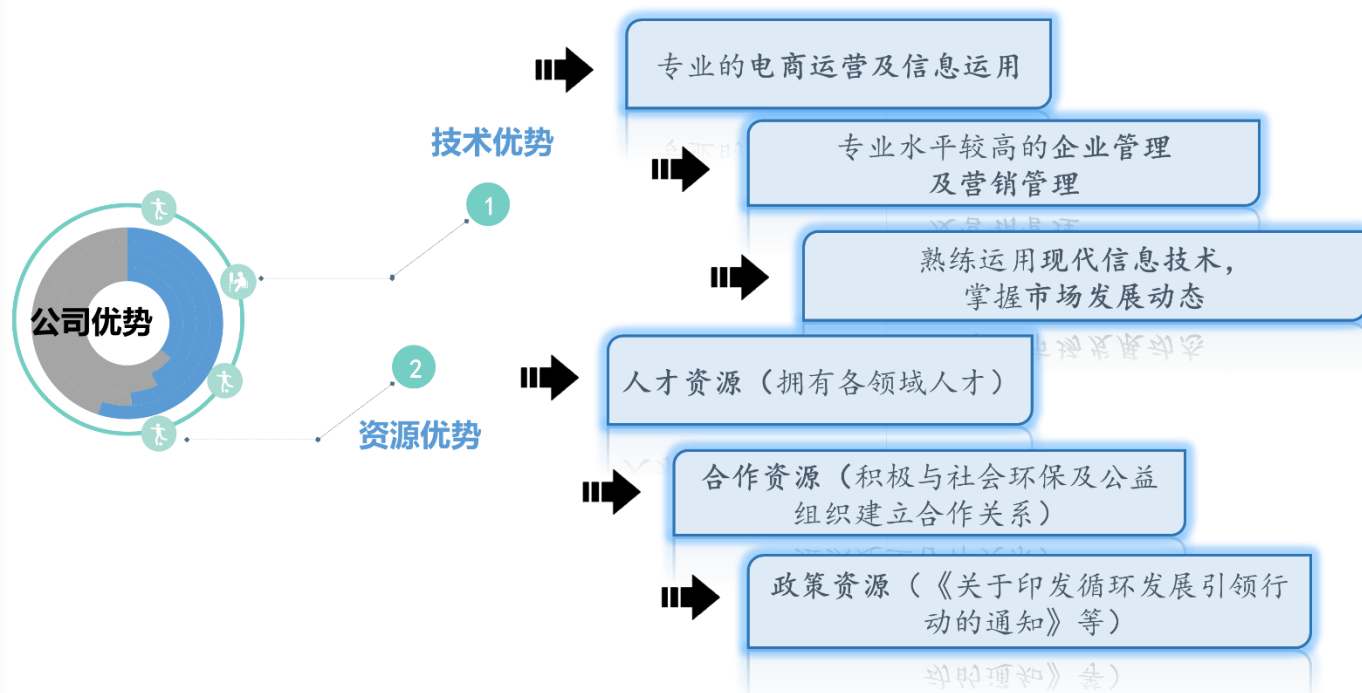 公司优势
技术优势
1
专业的电商运营及信息运用
专业水平较高的企业管理
及营销管理
熟练运用现代信息技术，
掌握市场发展动态
2
资源优势
人才资源（拥有各领域人才）
合作资源（积极与社会环保及公益
组织建立合作关系）
政策资源（《关于印发循环发展引领行
动的通知》等）